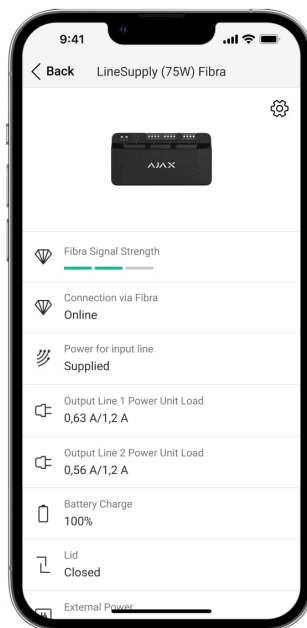 9:41
Back LineSupply (75W) Fibra
AJAX
Fibra Signal Strength
Connection via Fibra
Online
Power for input line
Supplied
Output Line 1 Power Unit Load
0,63 A/1,2 A
Output Line 2 Power Unit Load
0,56 A/1,2 A
Battery Charge
100%
Lid
Closed
External Power